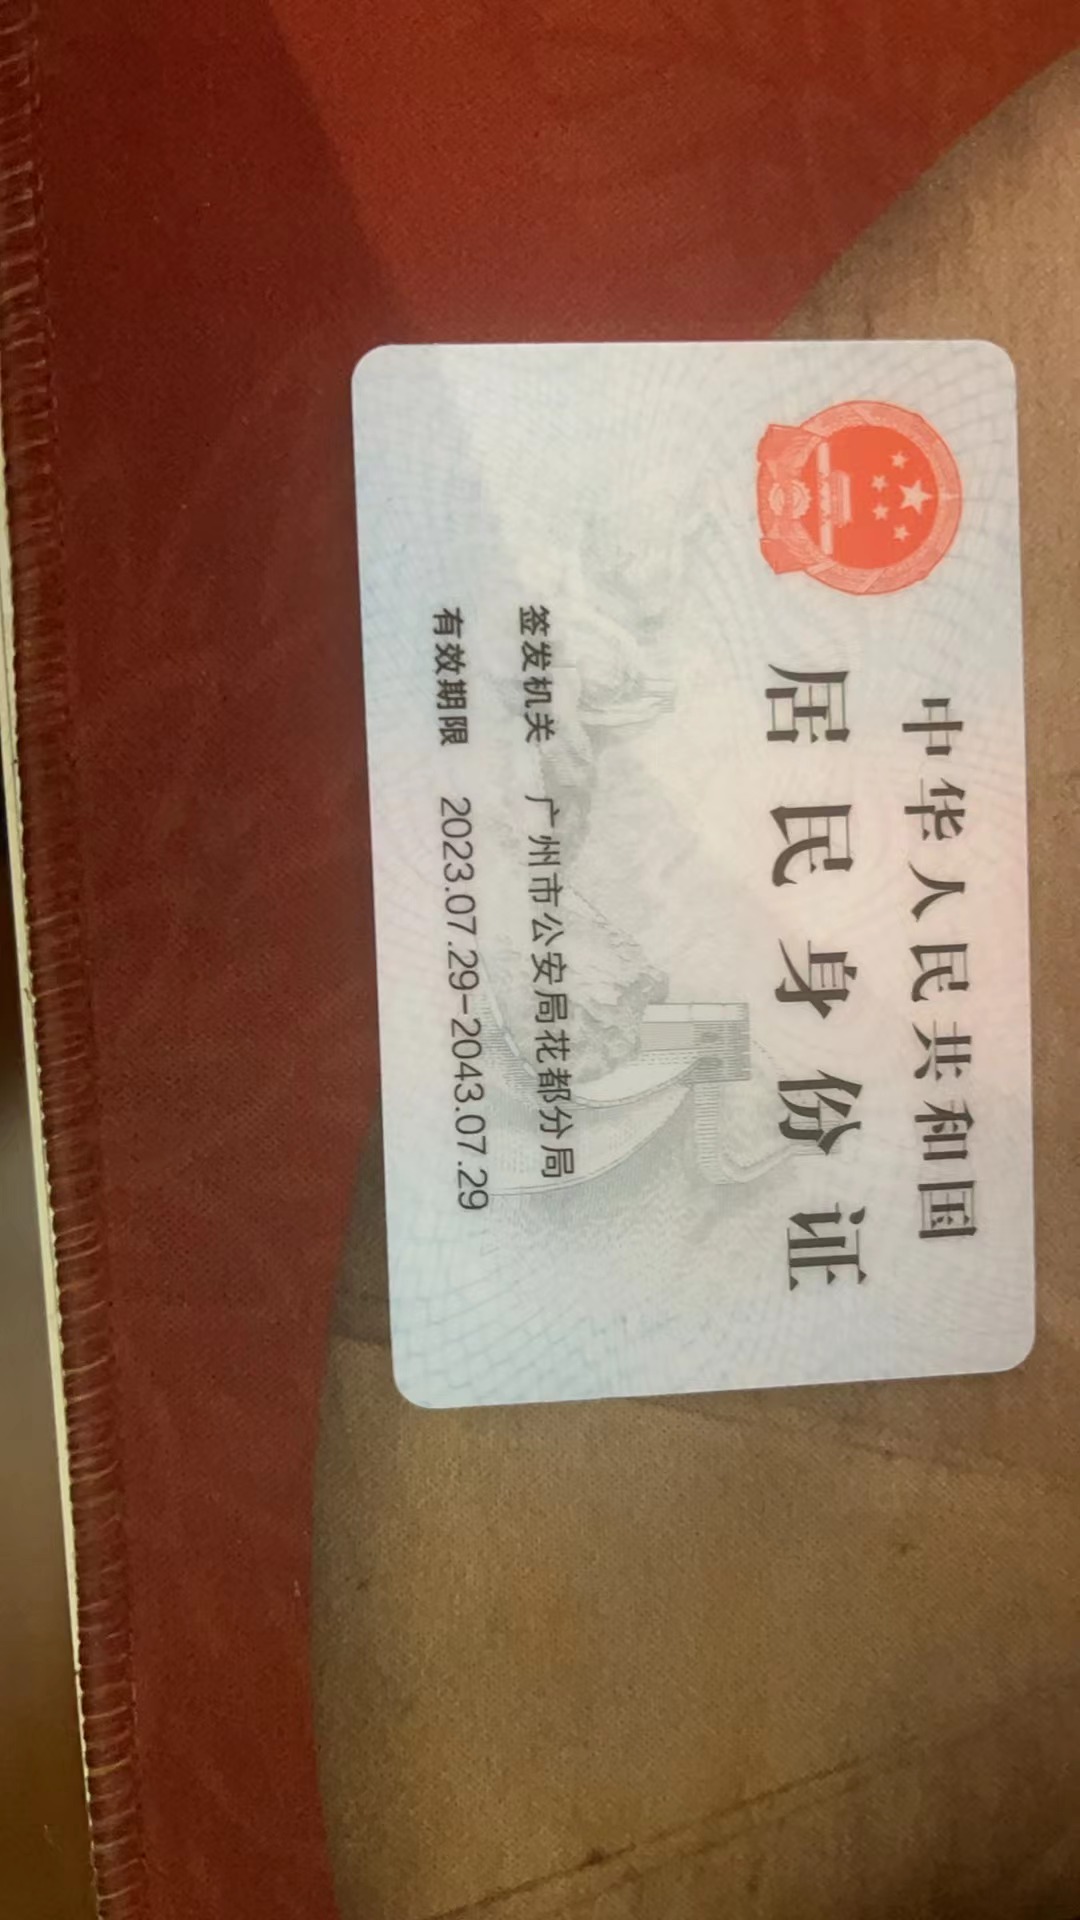 中华人民共和国
居民身份证
签发机关 广州市公安局花都分局
有效期限 2023.07.29-2043.07.29